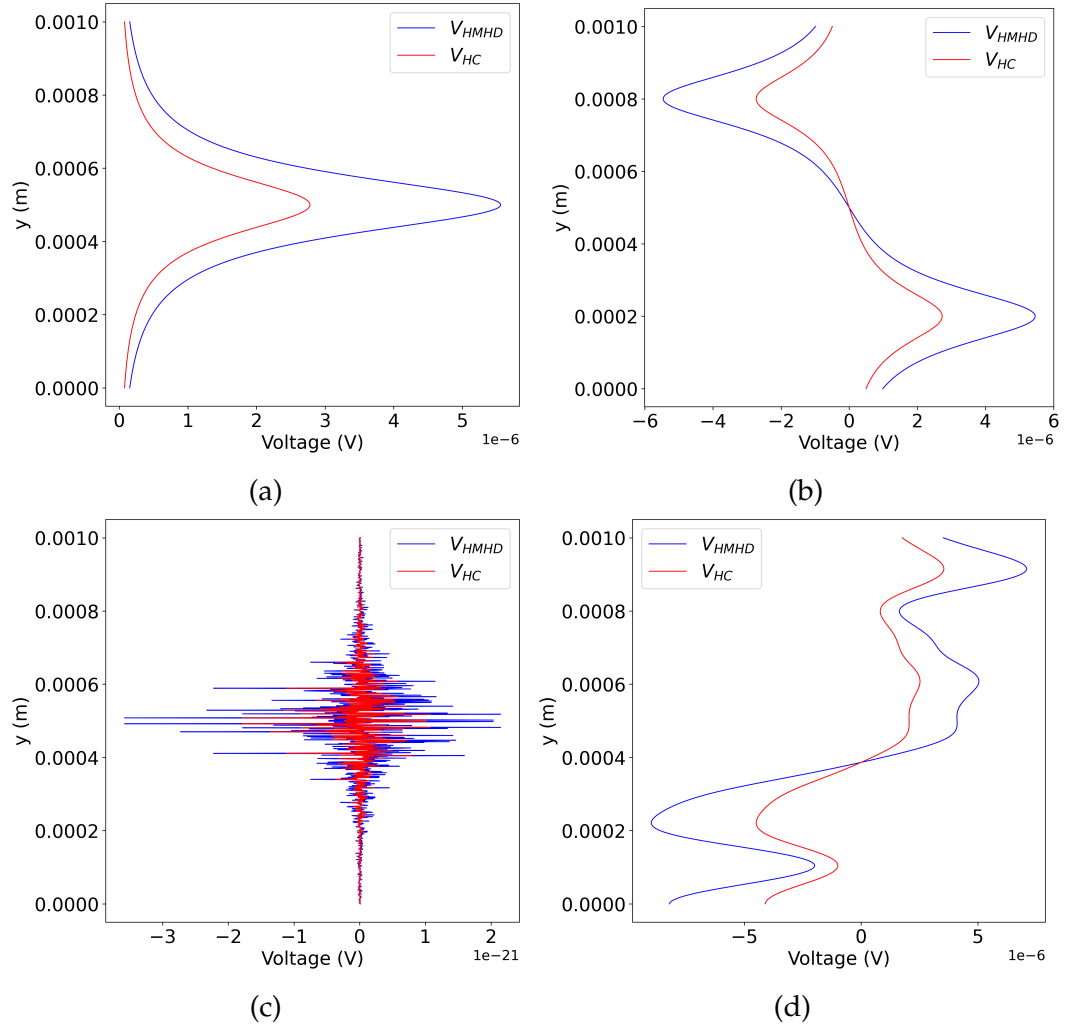 V_HMHD
V_HC
0.0010
0.0008
0.0006
0.0004
0.0002
0.0000
y (m)
0 1 2 3 4 5
Voltage (V)
1e-6
(a)
V_HMHD
V_HC
0.0010
0.0008
0.0006
0.0004
0.0002
0.0000
y (m)
−6 −4 −2 0 2 4 6
Voltage (V)
1e-6
(b)
V_HMHD
V_HC
0.0010
0.0008
0.0006
0.0004
0.0002
0.0000
y (m)
−3 −2 −1 0 1 2
Voltage (V)
1e-21
(c)
V_HMHD
V_HC
0.0010
0.0008
0.0006
0.0004
0.0002
0.0000
y (m)
−5 0 5
Voltage (V)
1e-6
(d)